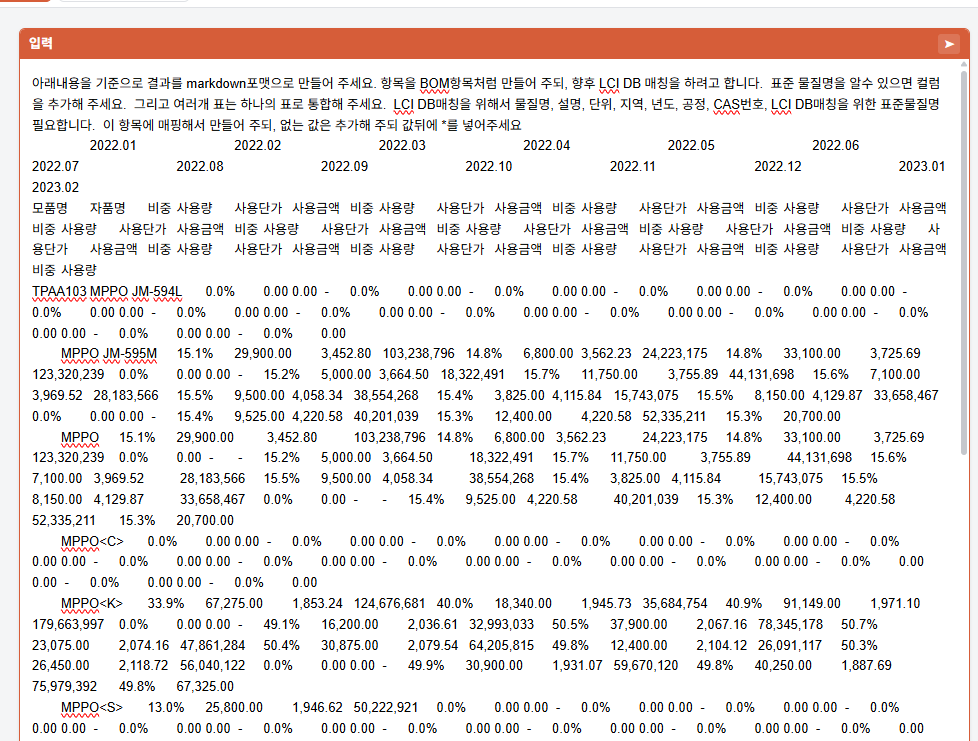 입력
아래내용을 기준으로 결과를 markdown포맷으로 만들어 주세요. 항목을 BOM항목처럼 만들어 주되, 향후 LCI DB 매칭을 하려고 합니다. 표준 물질명을 알수 있으면 컬럼
을 추가해 주세요. 그리고 여러개 표는 하나의 표로 통합해 주세요. LCI DB매칭을 위해서 물질명, 설명, 단위, 지역, 년도, 공정, CAS번호, LCI DB매칭을 위한 표준물질명
필요합니다. 이 항목에 매핑해서 만들어 주되, 없는 값은 추가해 주되 값뒤에 *를 넣어주세요
2022.01 2022.02 2022.03 2022.04 2022.05 2022.06
2022.07 2022.08 2022.09 2022.10 2022.11 2022.12 2023.01
2023.02
모품명 자품명 비중 사용량 사용단가 사용금액 비중 사용량 사용단가 사용금액 비중 사용량 사용단가 사용금액 비중 사용량 사용단가 사용금액
비중 사용량 사용단가 사용금액 비중 사용량 사용단가 사용금액 비중 사용량 사용단가 사용금액 비중 사용량 사용단가 사용금액 비중 사용량 사
용단가 사용금액 비중 사용량 사용단가 사용금액 비중 사용량 사용단가 사용금액 비중 사용량 사용단가 사용금액 비중 사용량 사용단가 사용금액
비중 사용량
TPAA103 MPPO JM-594L 0.0% 0.00 0.00 - 0.0% 0.00 0.00 - 0.0% 0.00 0.00 - 0.0% 0.00 0.00 - 0.0% 0.00 0.00 -
0.0% 0.00 0.00 - 0.0% 0.00 0.00 - 0.0% 0.00 0.00 - 0.0% 0.00 0.00 - 0.0% 0.00 0.00 - 0.0% 0.00 0.00 - 0.0%
0.00 0.00 - 0.0% 0.00 0.00 - 0.0% 0.00
MPPO JM-595M 15.1% 29,900.00 3,452.80 103,238,796 14.8% 6,800.00 3,562.23 24,223,175 14.8% 33,100.00 3,725.69
123,320,239 0.0% 0.00 0.00 - 15.2% 5,000.00 3,664.50 18,322,491 15.7% 11,750.00 3,755.89 44,131,698 15.6% 7,100.00
3,969.52 28,183,566 15.5% 9,500.00 4,058.34 38,554,268 15.4% 3,825.00 4,115.84 15,743,075 15.5% 8,150.00 4,129.87 33,658,467
0.0% 0.00 0.00 - 15.4% 9,525.00 4,220.58 40,201,039 15.3% 12,400.00 4,220.58 52,335,211 15.3% 20,700.00
MPPO 15.1% 29,900.00 3,452.80 103,238,796 14.8% 6,800.00 3,562.23 24,223,175 14.8% 33,100.00 3,725.69
123,320,239 0.0% 0.00 - - 15.2% 5,000.00 3,664.50 18,322,491 15.7% 11,750.00 3,755.89 44,131,698 15.6%
7,100.00 3,969.52 28,183,566 15.5% 9,500.00 4,058.34 38,554,268 15.4% 3,825.00 4,115.84 15,743,075 15.5%
8,150.00 4,129.87 33,658,467 0.0% 0.00 - - 15.4% 9,525.00 4,220.58 40,201,039 15.3% 12,400.00 4,220.58
52,335,211 15.3% 20,700.00
MPPO<C> 0.0% 0.00 0.00 - 0.0% 0.00 0.00 - 0.0% 0.00 0.00 - 0.0% 0.00 0.00 - 0.0% 0.00 0.00 - 0.0%
0.00 0.00 - 0.0% 0.00 0.00 - 0.0% 0.00 0.00 - 0.0% 0.00 0.00 - 0.0% 0.00 0.00 - 0.0% 0.00 0.00 - 0.0% 0.00
0.00 - 0.0% 0.00 0.00 - 0.0% 0.00
MPPO<K> 33.9% 67,275.00 1,853.24 124,676,681 40.0% 18,340.00 1,945.73 35,684,754 40.9% 91,149.00 1,971.10
179,663,997 0.0% 0.00 0.00 - 49.1% 16,200.00 2,036.61 32,993,033 50.5% 37,900.00 2,067.16 78,345,178 50.7%
23,075.00 2,074.16 47,861,284 50.4% 30,875.00 2,079.54 64,205,815 49.8% 12,400.00 2,104.12 26,091,117 50.3%
26,450.00 2,118.72 56,040,122 0.0% 0.00 0.00 - 49.9% 30,900.00 1,931.07 59,670,120 49.8% 40,250.00 1,887.69
75,979,392 49.8% 67,325.00
MPPO<S> 13.0% 25,800.00 1,946.62 50,222,921 0.0% 0.00 0.00 - 0.0% 0.00 0.00 - 0.0% 0.00 0.00 - 0.0%
0.00 0.00 - 0.0% 0.00 0.00 - 0.0% 0.00 0.00 - 0.0% 0.00 0.00 - 0.0% 0.00 0.00 - 0.0% 0.00 0.00 - 0.0% 0.00